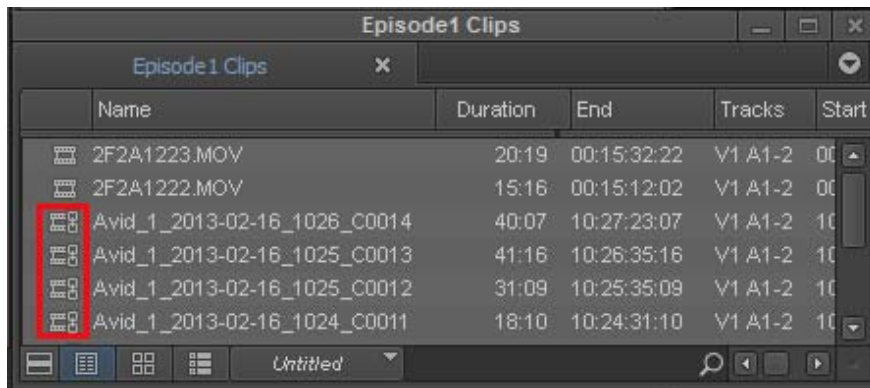 Episode1 Clips
Episode1 Clips
Name Duration End Tracks Start
2F2A1223.MOV 20:19 00:15:32:22 V1 A1-2
2F2A1222.MOV 15:16 00:15:12:02 V1 A1-2
Avid_1_2013-02-16_1026_C0014 40:07 10:27:23:07 V1 A1-2
Avid_1_2013-02-16_1025_C0013 41:16 10:26:35:16 V1 A1-2
Avid_1_2013-02-16_1025_C0012 31:09 10:25:35:09 V1 A1-2
Avid_1_2013-02-16_1024_C0011 18:10 10:24:31:10 V1 A1-2
Untitled